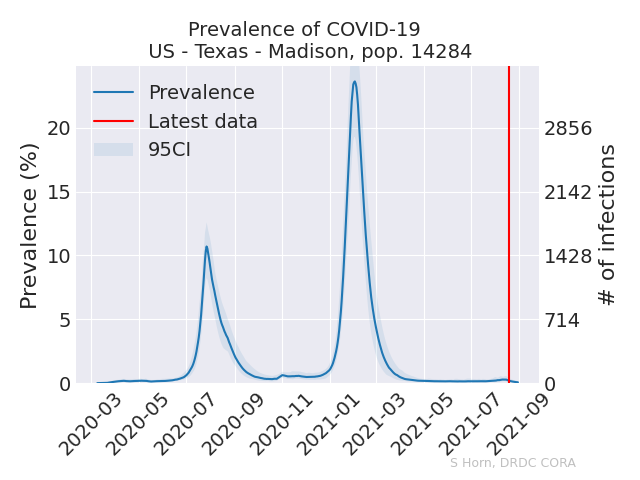 Prevalence of COVID-19
US - Texas - Madison, pop. 14284
Prevalence
Latest data
95CI
Prevalence (%)
20
15
10
5
0
2856
2142
1428
714
0
# of infections
2020-03
2020-05
2020-07
2020-09
2020-11
2021-01
2021-03
2021-05
2021-07
2021-09
S Horn, DRDC CORA